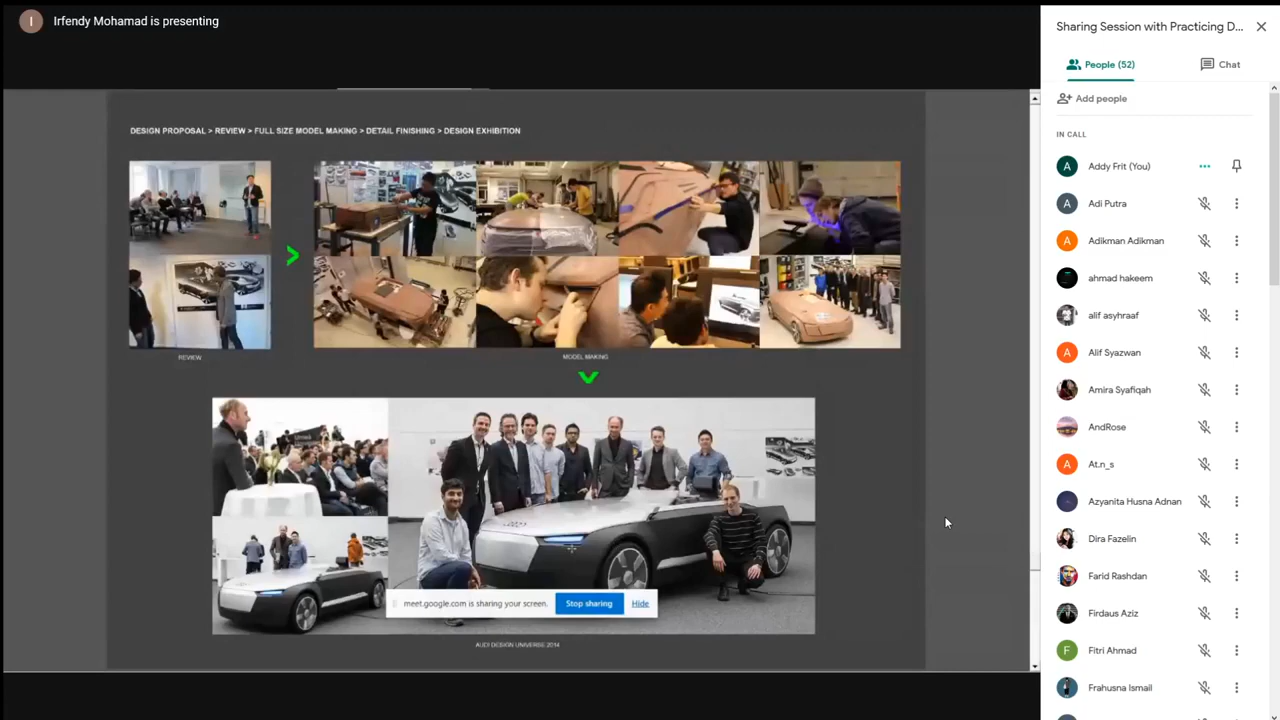 I
Irfendy Mohamad is presenting
DESIGN PROPOSAL > REVIEW > FULL SIZE MODEL MAKING > DETAIL FINISHING > DESIGN EXHIBITION
REVIEW
MODEL MAKING
meet.google.com is sharing your screen.
Stop sharing
Hide
AUDI DESIGN UNIVERSE 2014
Sharing Session with Practicing D...
People (52)
Chat
Add people
IN CALL
A
Addy Frit (You)
A
Adi Putra
A
Adikman Adikman
ahmad hakeem
alif asyhraaf
A
Alif Syazwan
Amira Syafiqah
AndRose
A
At.n_s
Azyanita Husna Adnan
Dira Fazelin
Farid Rashdan
Firdaus Aziz
F
Fitri Ahmad
Frahusna Ismail